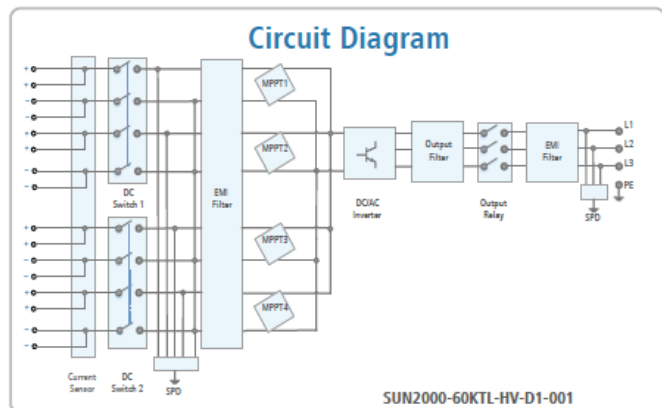 Circuit Diagram
+
+
-
-
+
+
-
-
+
+
-
-
+
+
-
-
Current
Sensor
DC
Switch 1
DC
Switch 2
SPD
EMI
Filter
MPPT1
MPPT2
MPPT3
MPPT4
DC/AC
Inverter
Output
Filter
Output
Relay
EMI
Filter
L1
L2
L3
PE
SPD
SUN2000-60KTL-HV-D1-001